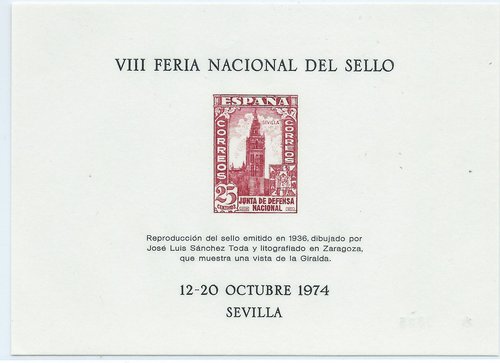 VIII FERIA NACIONAL DEL SELLO
ESPAÑA
SEVILLA
CORREOS
CORREOS
25
CENTIMOS
JUNTA DE DEFENSA
NACIONAL
Reproducción del sello emitido en 1936, dibujado por
José Luis Sánchez Toda y litografiado en Zaragoza,
que muestra una vista de la Giralda.
12-20 OCTUBRE 1974
SEVILLA